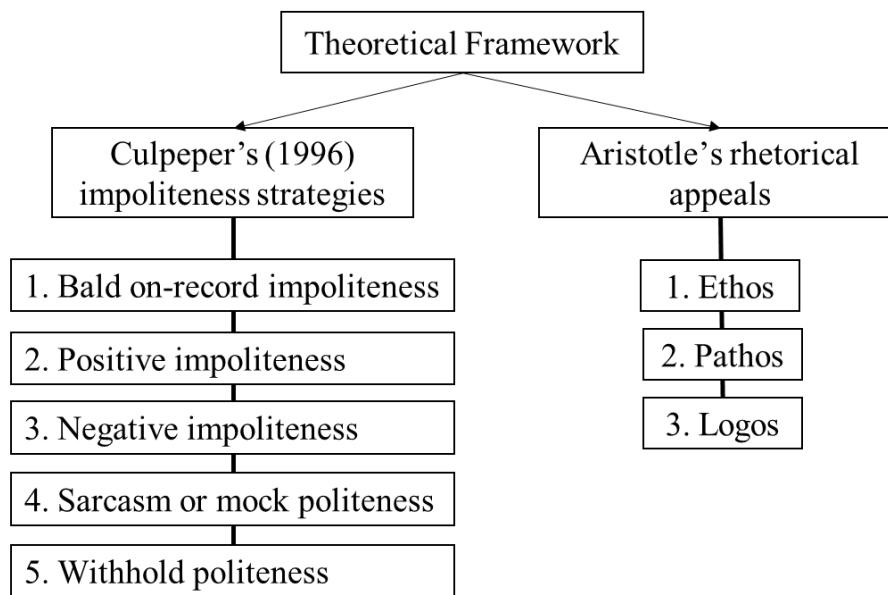 Theoretical Framework
Culpeper's (1996)
impoliteness strategies
1. Bald on-record impoliteness
2. Positive impoliteness
3. Negative impoliteness
4. Sarcasm or mock politeness
5. Withhold politeness
Aristotle's rhetorical
appeals
1. Ethos
2. Pathos
3. Logos